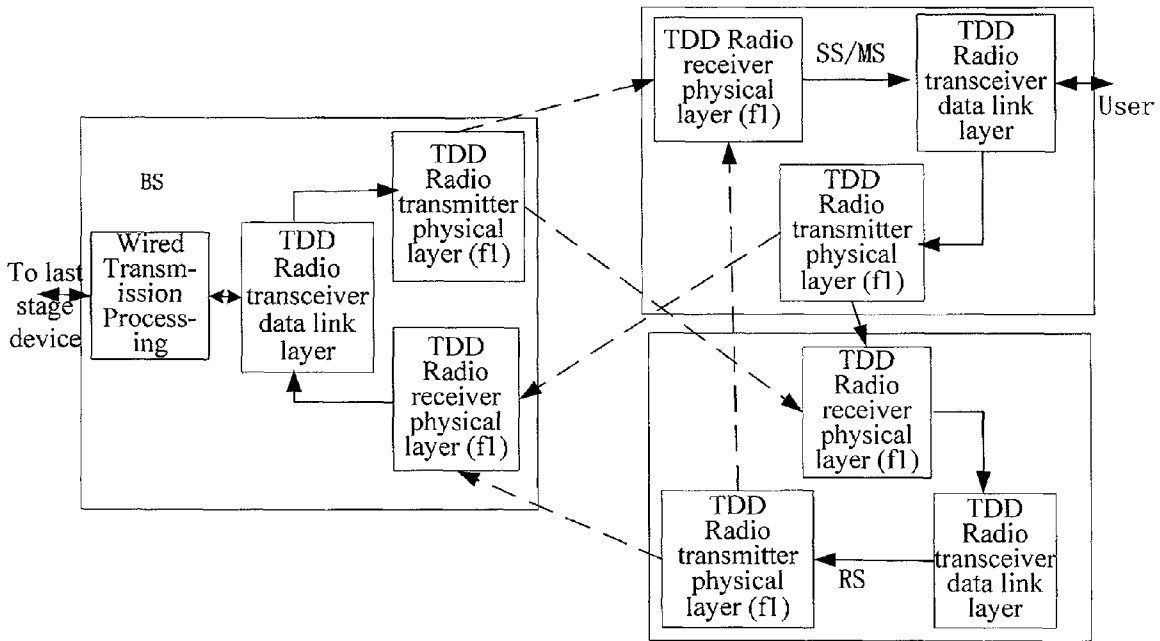 BS
To last
stage
device
Wired
Transm-
ission
Process-
ing
TDD
Radio
transceiver
data link
layer
TDD
Radio
transmitter
physical
layer (f1)
TDD
Radio
receiver
physical
layer (f1)
TDD Radio
receiver
physical
layer (f1)
SS/MS
TDD
Radio
transceiver
data link
layer
User
TDD
Radio
transmitter
physical
layer (f1)
TDD
Radio
receiver
physical
layer (f1)
TDD
Radio
transmitter
physical
layer (f1)
RS
TDD
Radio
transceiver
data link
layer